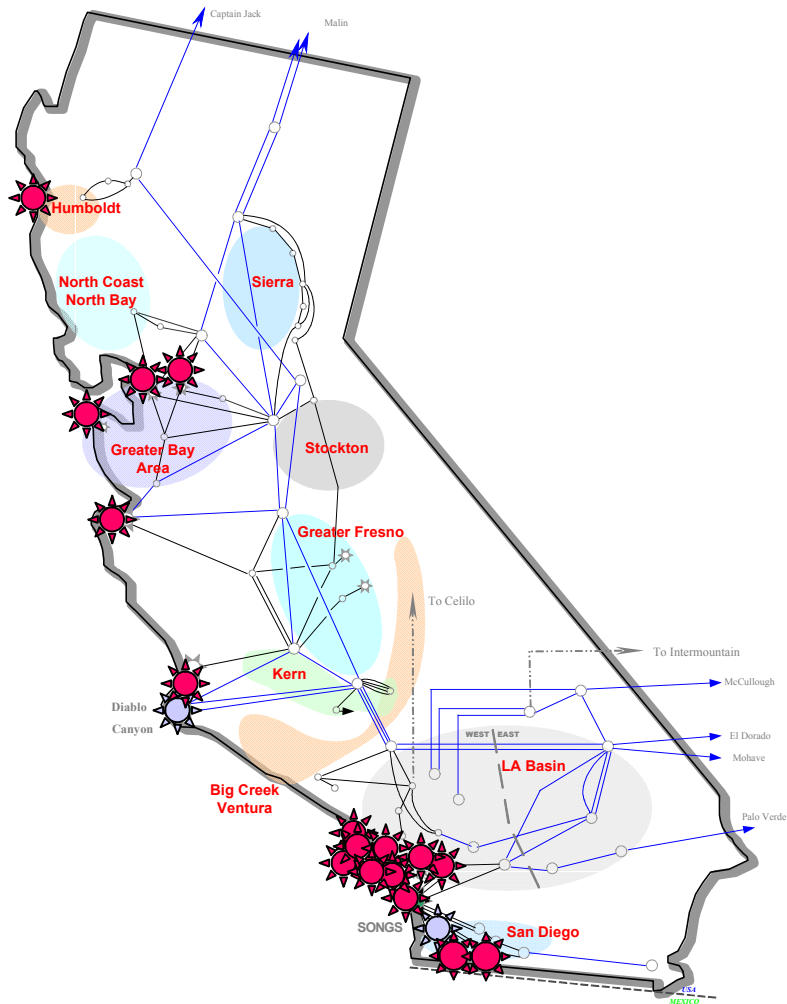 Captain Jack
Malin
Humboldt
North Coast
North Bay
Sierra
Greater Bay
Area
Stockton
Greater Fresno
To Celilo
To Intermountain
Kern
McCullough
Diablo
Canyon
WEST
EAST
El Dorado
Mohave
LA Basin
Big Creek
Ventura
Palo Verde
SONGS
San Diego
USA
MEXICO